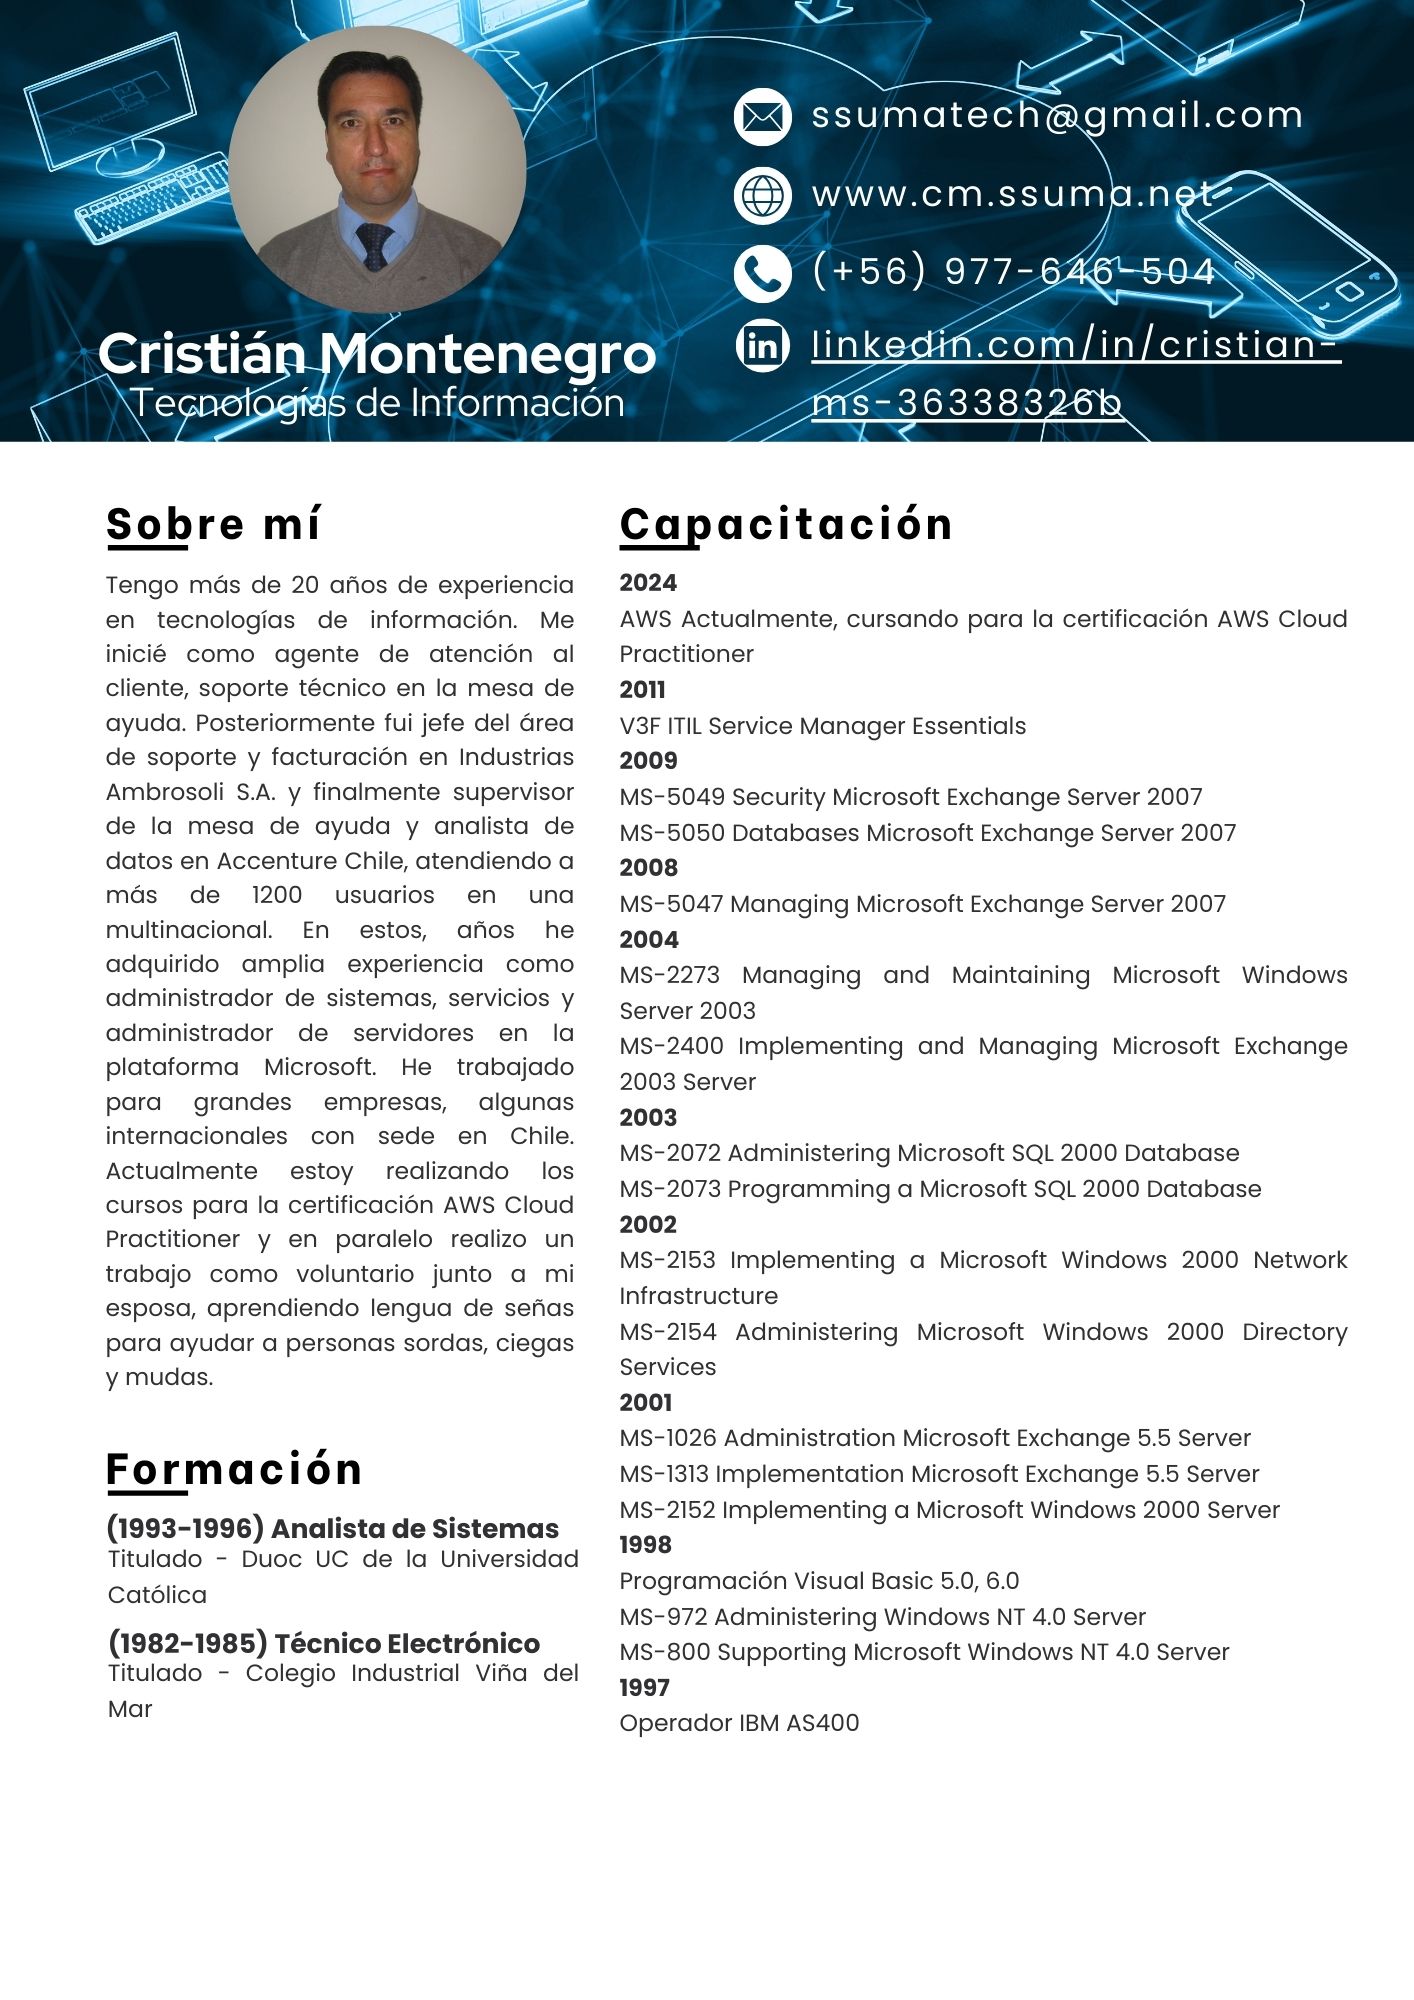 ssumatech@gmail.com
www.cm.ssuma.net
(+56) 977-646-504
linkedin.com/in/cristian-
ms-36338326b
Cristián Montenegro
Tecnologías de Información
Sobre mí
Tengo más de 20 años de experiencia
en tecnologías de información. Me
inicié como agente de atención al
cliente, soporte técnico en la mesa de
ayuda. Posteriormente fui jefe del área
de soporte y facturación en Industrias
Ambrosoli S.A. y finalmente supervisor
de la mesa de ayuda y analista de
datos en Accenture Chile, atendiendo a
más de 1200 usuarios en una
multinacional. En estos, años he
adquirido amplia experiencia como
administrador de sistemas, servicios y
administrador de servidores en la
plataforma Microsoft. He trabajado
para grandes empresas, algunas
internacionales con sede en Chile.
Actualmente estoy realizando los
cursos para la certificación AWS Cloud
Practitioner y en paralelo realizo un
trabajo como voluntario junto a mi
esposa, aprendiendo lengua de señas
para ayudar a personas sordas, ciegas
y mudas.
Formación
(1993-1996) Analista de Sistemas
Titulado - Duoc UC de la Universidad
Católica
(1982-1985) Técnico Electrónico
Titulado - Colegio Industrial Viña del
Mar
Capacitación
2024
AWS Actualmente, cursando para la certificación AWS Cloud
Practitioner
2011
V3F ITIL Service Manager Essentials
2009
MS-5049 Security Microsoft Exchange Server 2007
MS-5050 Databases Microsoft Exchange Server 2007
2008
MS-5047 Managing Microsoft Exchange Server 2007
2004
MS-2273 Managing and Maintaining Microsoft Windows
Server 2003
MS-2400 Implementing and Managing Microsoft Exchange
2003 Server
2003
MS-2072 Administering Microsoft SQL 2000 Database
MS-2073 Programming a Microsoft SQL 2000 Database
2002
MS-2153 Implementing a Microsoft Windows 2000 Network
Infrastructure
MS-2154 Administering Microsoft Windows 2000 Directory
Services
2001
MS-1026 Administration Microsoft Exchange 5.5 Server
MS-1313 Implementation Microsoft Exchange 5.5 Server
MS-2152 Implementing a Microsoft Windows 2000 Server
1998
Programación Visual Basic 5.0, 6.0
MS-972 Administering Windows NT 4.0 Server
MS-800 Supporting Microsoft Windows NT 4.0 Server
1997
Operador IBM AS400